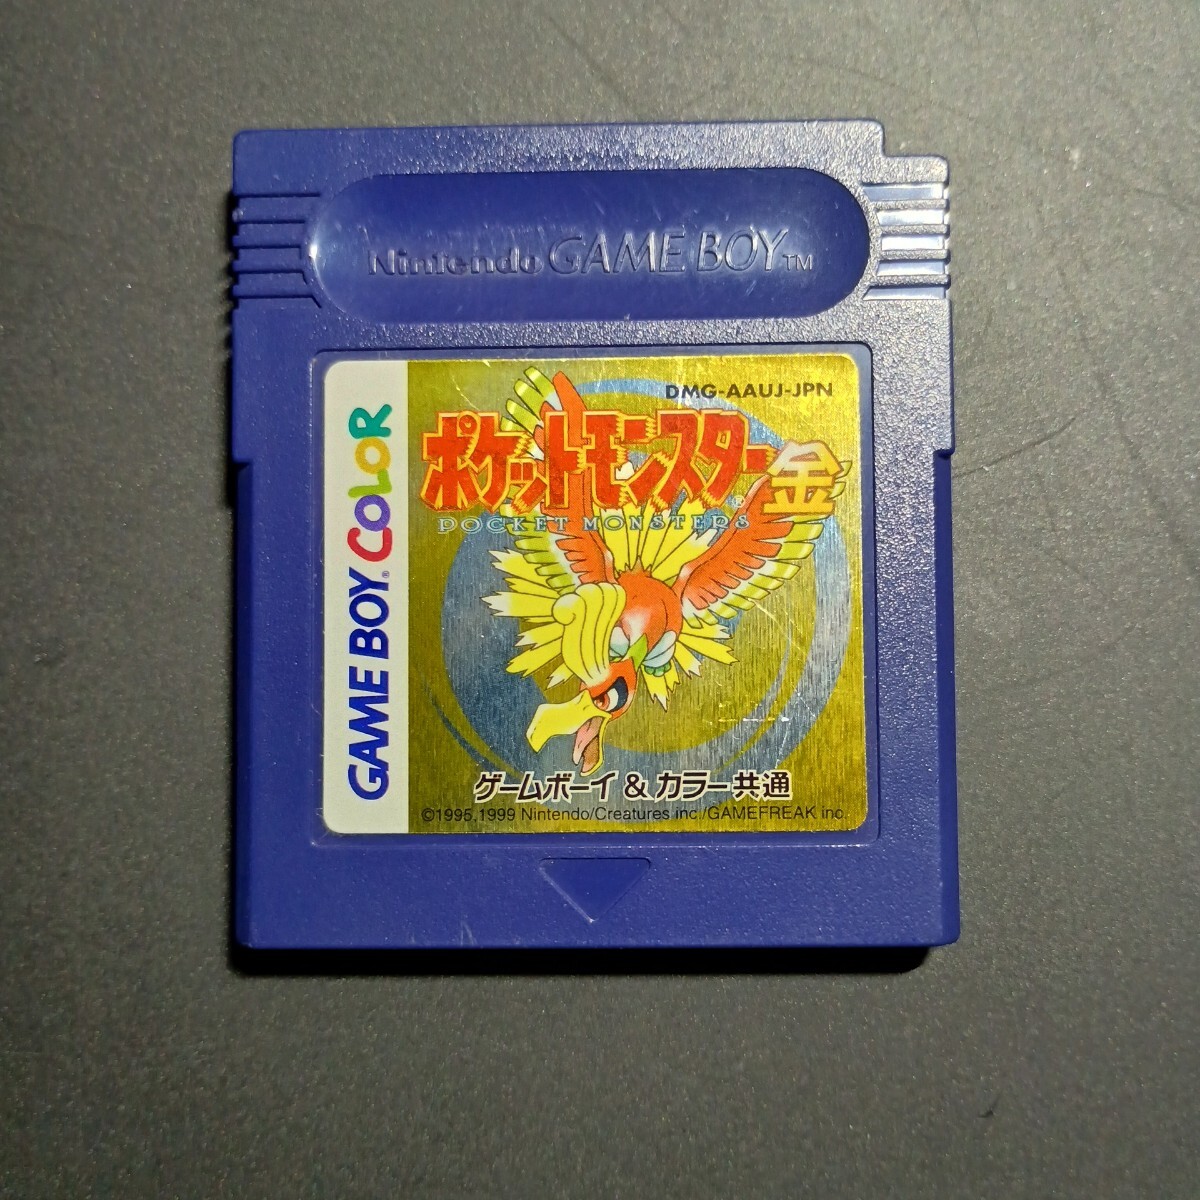 Nintendo GAME BOY™
GAME BOY® COLOR
DMG-AAUJ-JPN
ポケットモンスター® 金
POCKET MONSTERS
ゲームボーイ & カラー共通
©1995,1999 Nintendo/Creatures inc./GAMEFREAK inc.